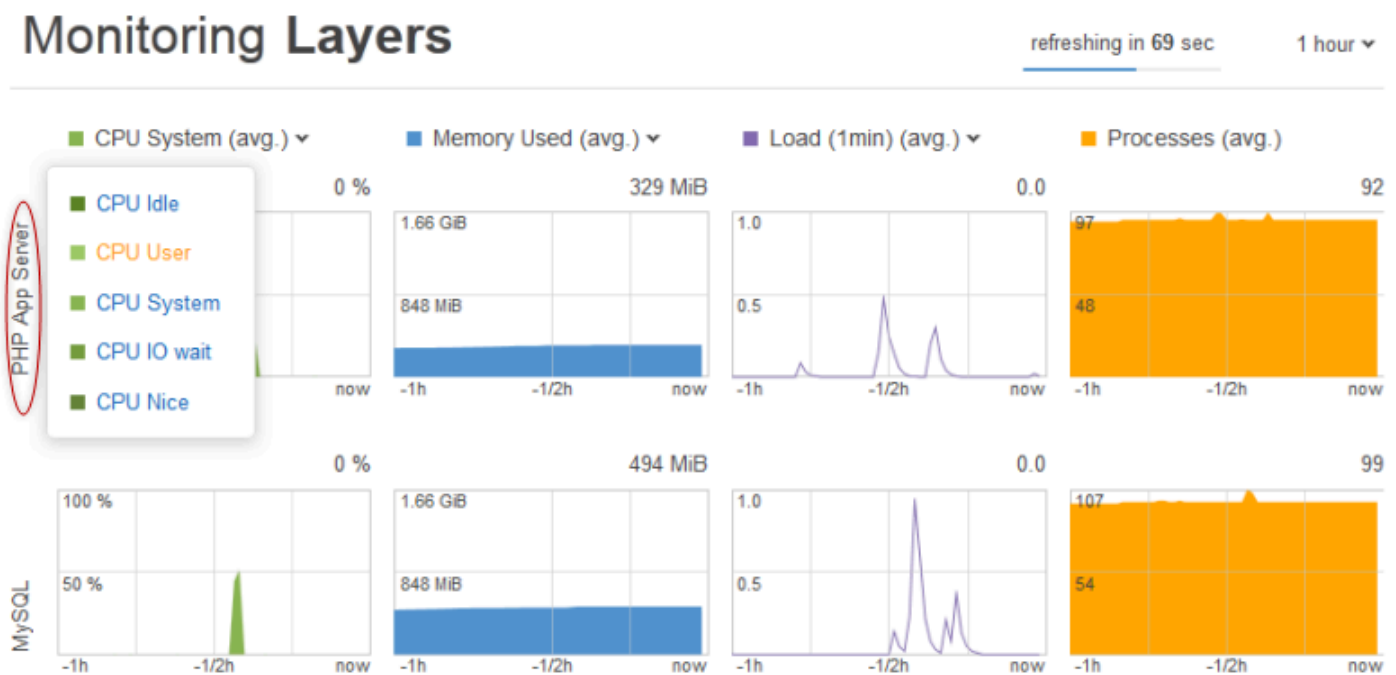 Monitoring Layers
refreshing in 69 sec
1 hour
CPU System (avg.)
Memory Used (avg.)
Load (1min) (avg.)
Processes (avg.)
PHP App Server
CPU Idle
CPU User
CPU System
CPU IO wait
CPU Nice
0 %
now
329 MiB
1.66 GiB
848 MiB
-1h -1/2h now
0.0
1.0
0.5
-1h -1/2h now
92
97
48
-1h -1/2h now
MySQL
0 %
100 %
50 %
-1h -1/2h now
494 MiB
1.66 GiB
848 MiB
-1h -1/2h now
0.0
1.0
0.5
-1h -1/2h now
99
107
54
-1h -1/2h now